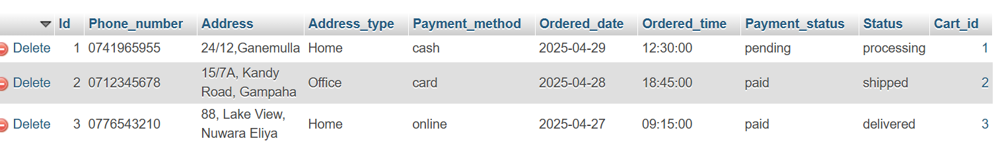 Id Phone_number Address Address_type Payment_method Ordered_date Ordered_time Payment_status Status Cart_id
Delete 1 0741965955 24/12,Ganemulla Home cash 2025-04-29 12:30:00 pending processing 1
Delete 2 0712345678 15/7A, Kandy
Road, Gampaha Office card 2025-04-28 18:45:00 paid shipped 2
Delete 3 0776543210 88, Lake View,
Nuwara Eliya Home online 2025-04-27 09:15:00 paid delivered 3